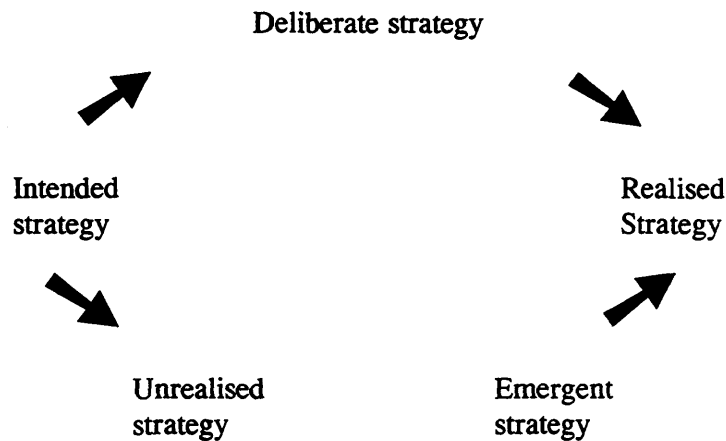 Deliberate strategy
Intended
strategy
Realised
Strategy
Unrealised
strategy
Emergent
strategy